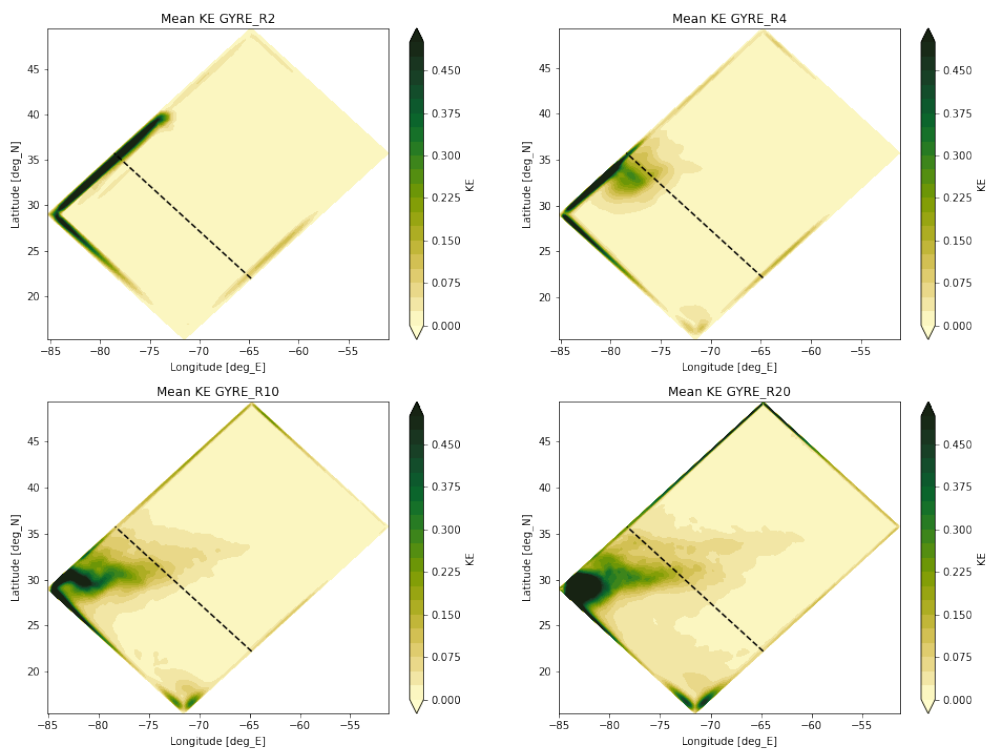 Mean KE GYRE_R2
45
40
35
30
25
20
Latitude [deg_N]
−85 −80 −75 −70 −65 −60 −55
Longitude [deg_E]
0.450
0.375
0.300
0.225
0.150
0.075
0.000
KE
Mean KE GYRE_R4
45
40
35
30
25
20
Latitude [deg_N]
−85 −80 −75 −70 −65 −60 −55
Longitude [deg_E]
0.450
0.375
0.300
0.225
0.150
0.075
0.000
KE
Mean KE GYRE_R10
45
40
35
30
25
20
Latitude [deg_N]
−85 −80 −75 −70 −65 −60 −55
Longitude [deg_E]
0.450
0.375
0.300
0.225
0.150
0.075
0.000
KE
Mean KE GYRE_R20
45
40
35
30
25
20
Latitude [deg_N]
−85 −80 −75 −70 −65 −60 −55
Longitude [deg_E]
0.450
0.375
0.300
0.225
0.150
0.075
0.000
KE